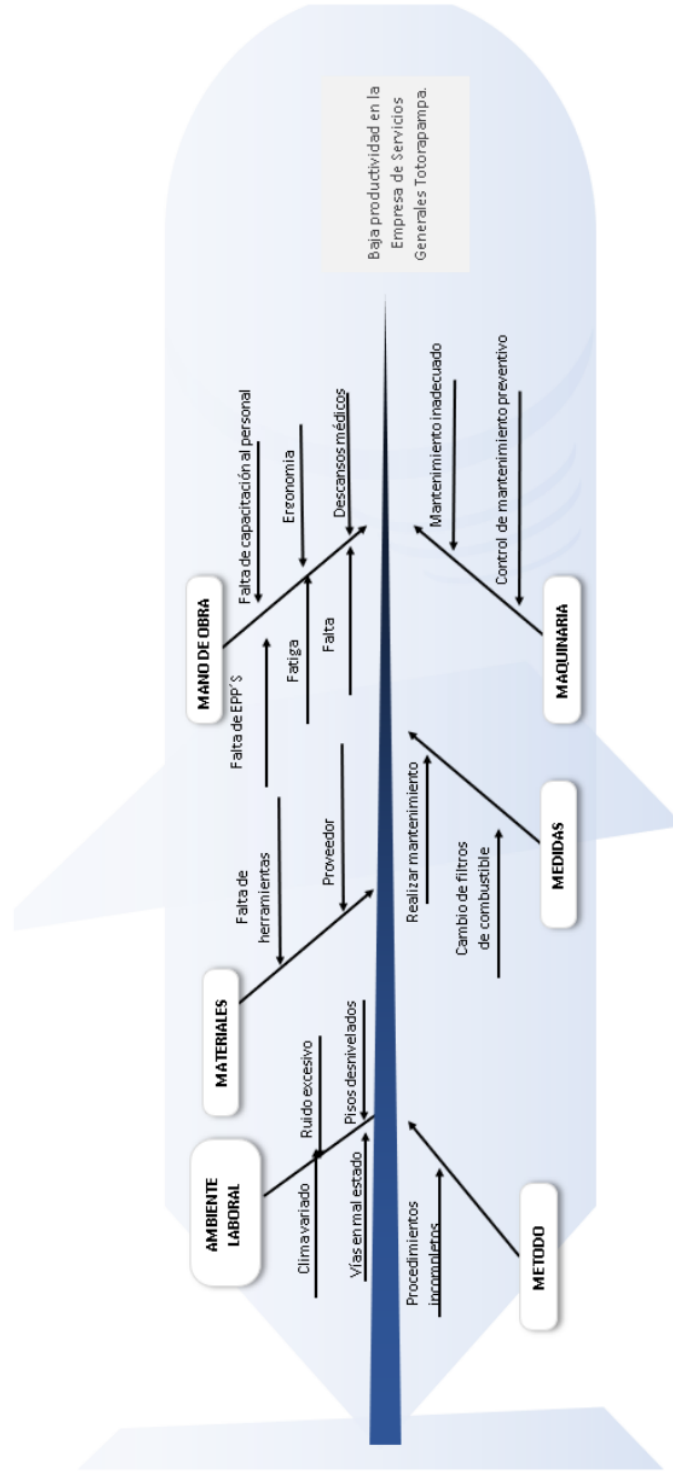 AMBIENTE
LABORAL
Clima variado
Ruido excesivo
Vías en mal estado
Pisos desnivelados
MATERIALES
Falta de
herramientas
Proveedor
MANO DE OBRA
Falta de EPP´S
Falta de capacitación al personal
Fatiga
Ergonomia
Falta
Descansos médicos
Baja productividad en la
Empresa de Servicios
Generales Totorapampa.
Procedimientos
incompletos
METODO
Realizar mantenimiento
Cambio de filtros
de combustible
MEDIDAS
Mantenimiento inadecuado
Control de mantenimiento preventivo
MAQUINARIA